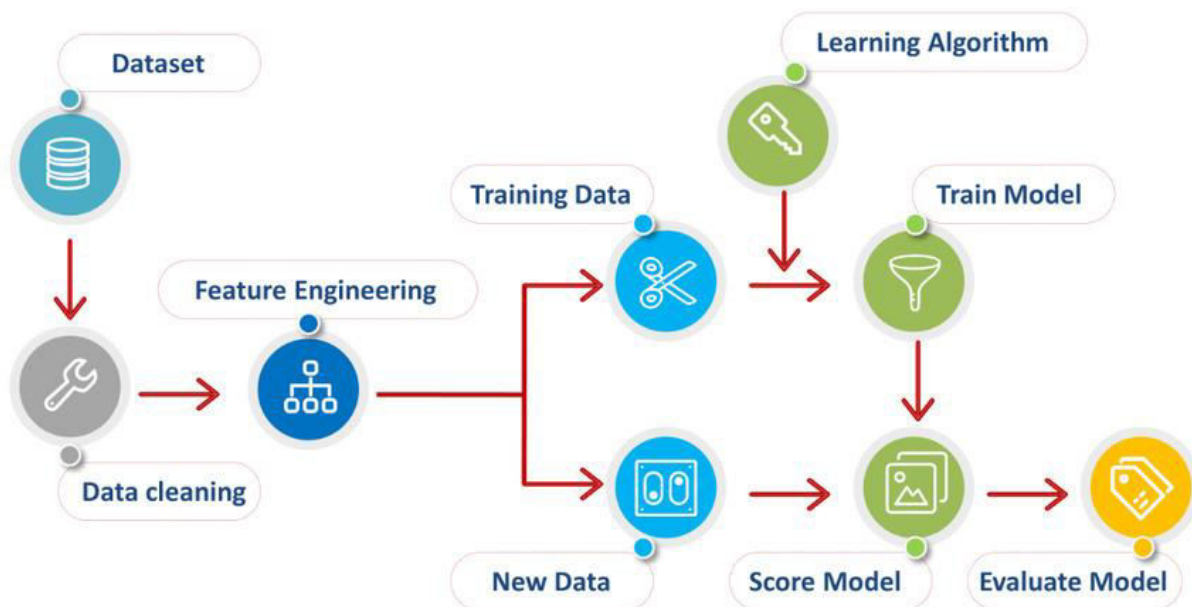 Dataset
Learning Algorithm
Training Data
Train Model
Feature Engineering
Data cleaning
New Data
Score Model
Evaluate Model